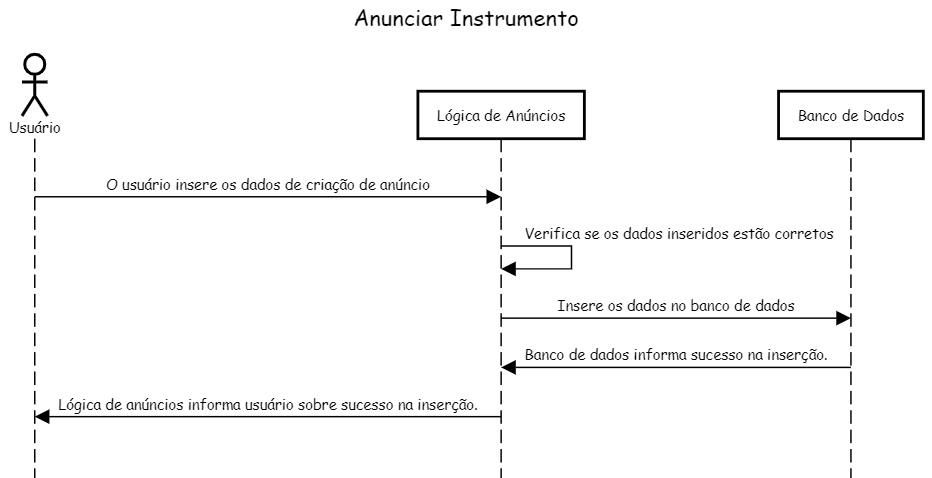 Anunciar Instrumento
Usuário
Lógica de Anúncios
Banco de Dados
O usuário insere os dados de criação de anúncio
Verifica se os dados inseridos estão corretos
Insere os dados no banco de dados
Banco de dados informa sucesso na inserção.
Lógica de anúncios informa usuário sobre sucesso na inserção.